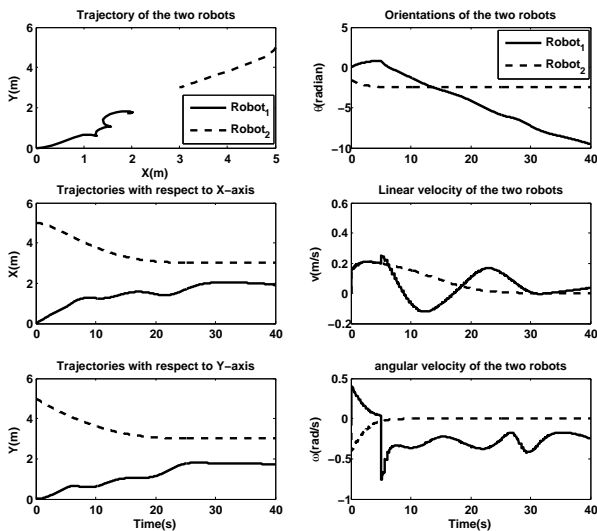 Trajectory of the two robots
6
4
2
0
Y(m)
0 1 2 3 4 5
X(m)
Robot1
Robot2
Orientations of the two robots
5
0
−5
−10
θ(radian)
0 10 20 30 40
Robot1
Robot2
Trajectories with respect to X−axis
6
4
2
0
X(m)
0 10 20 30 40
Linear velocity of the two robots
0.6
0.4
0.2
0
−0.2
v(m/s)
0 10 20 30 40
Trajectories with respect to Y−axis
6
4
2
0
Y(m)
0 10 20 30 40
Time(s)
angular velocity of the two robots
0.5
0
−0.5
−1
ω(rad/s)
0 10 20 30 40
Time(s)